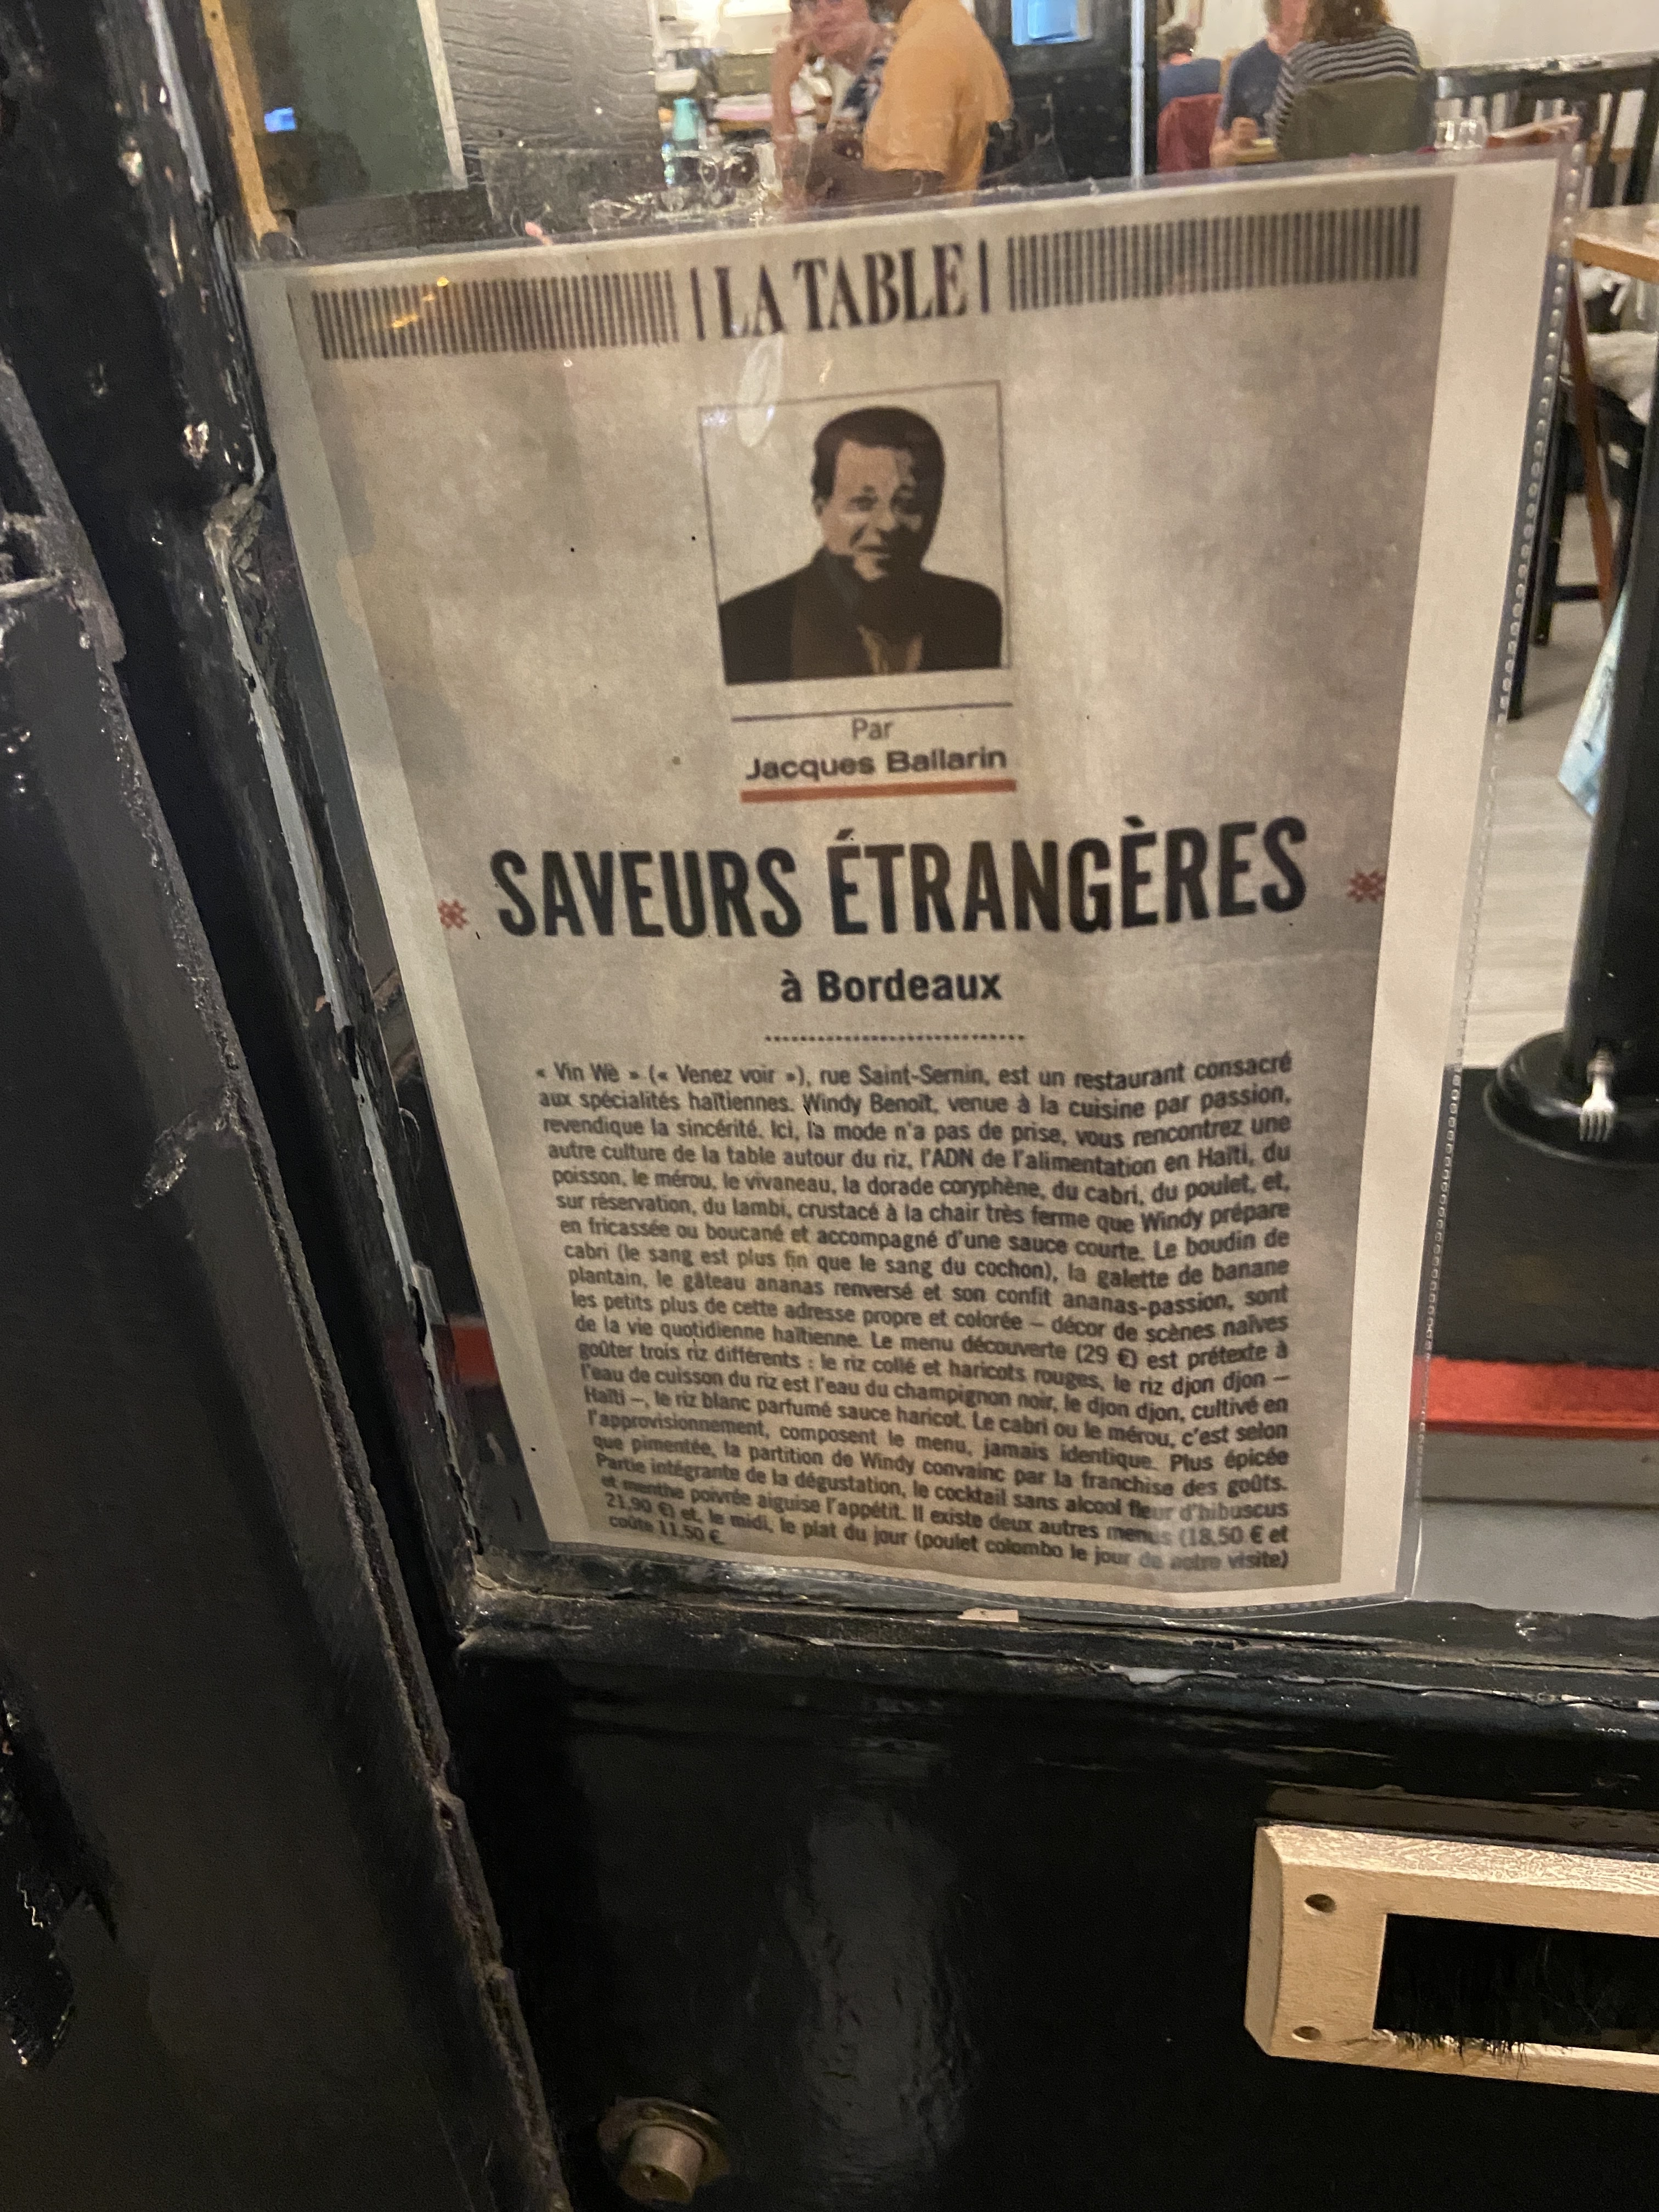 LA TABLE
Par
Jacques Ballarin
SAVEURS ÉTRANGÈRES
à Bordeaux
« Vin Wè » (« Venez voir »), rue Saint-Sernin, est un restaurant consacré
aux spécialités haïtiennes. Windy Benoît, venue à la cuisine par passion,
revendique la sincérité. Ici, la mode n'a pas de prise, vous rencontrez une
autre culture de la table autour du riz, l'ADN de l'alimentation en Haïti, du
poisson, le mérou, le vivaneau, la dorade coryphène, du cabri, du poulet, et,
sur réservation, du lambi, crustacé à la chair très ferme que Windy prépare
en fricassée ou boucané et accompagné d'une sauce courte. Le boudin de
cabri (le sang est plus fin que le sang du cochon), la galette de banane
plantain, le gâteau ananas renversé et son confit ananas-passion, sont
les petits plus de cette adresse propre et colorée – décor de scènes naïves
de la vie quotidienne haïtienne. Le menu découverte (29 €) est prétexte à
goûter trois riz différents : le riz collé et haricots rouges, le riz djon djon –
l'eau de cuisson du riz est l'eau du champignon noir, le djon djon, cultivé en
Haïti –, le riz blanc parfumé sauce haricot. Le cabri ou le mérou, c'est selon
l'approvisionnement, composent le menu, jamais identique. Plus épicée
que pimentée, la partition de Windy convainc par la franchise des goûts.
Partie intégrante de la dégustation, le cocktail sans alcool fleur d'hibuscus
et menthe poivrée aiguise l'appétit. Il existe deux autres menus (18,50 € et
21,90 €) et, le midi, le plat du jour (poulet colombo le jour de notre visite)
coûte 11,50 €.